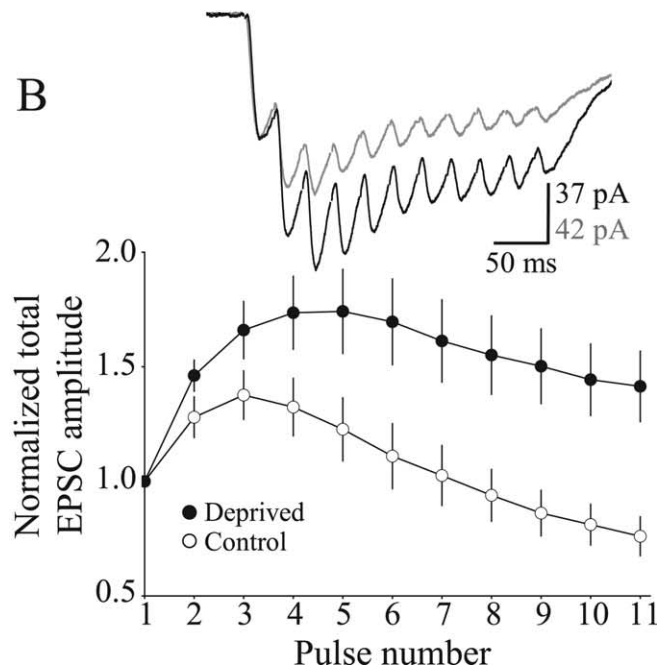 B
37 pA
42 pA
50 ms
2.0
1.5
1.0
0.5
Normalized total
EPSC amplitude
Deprived
Control
1 2 3 4 5 6 7 8 9 10 11
Pulse number